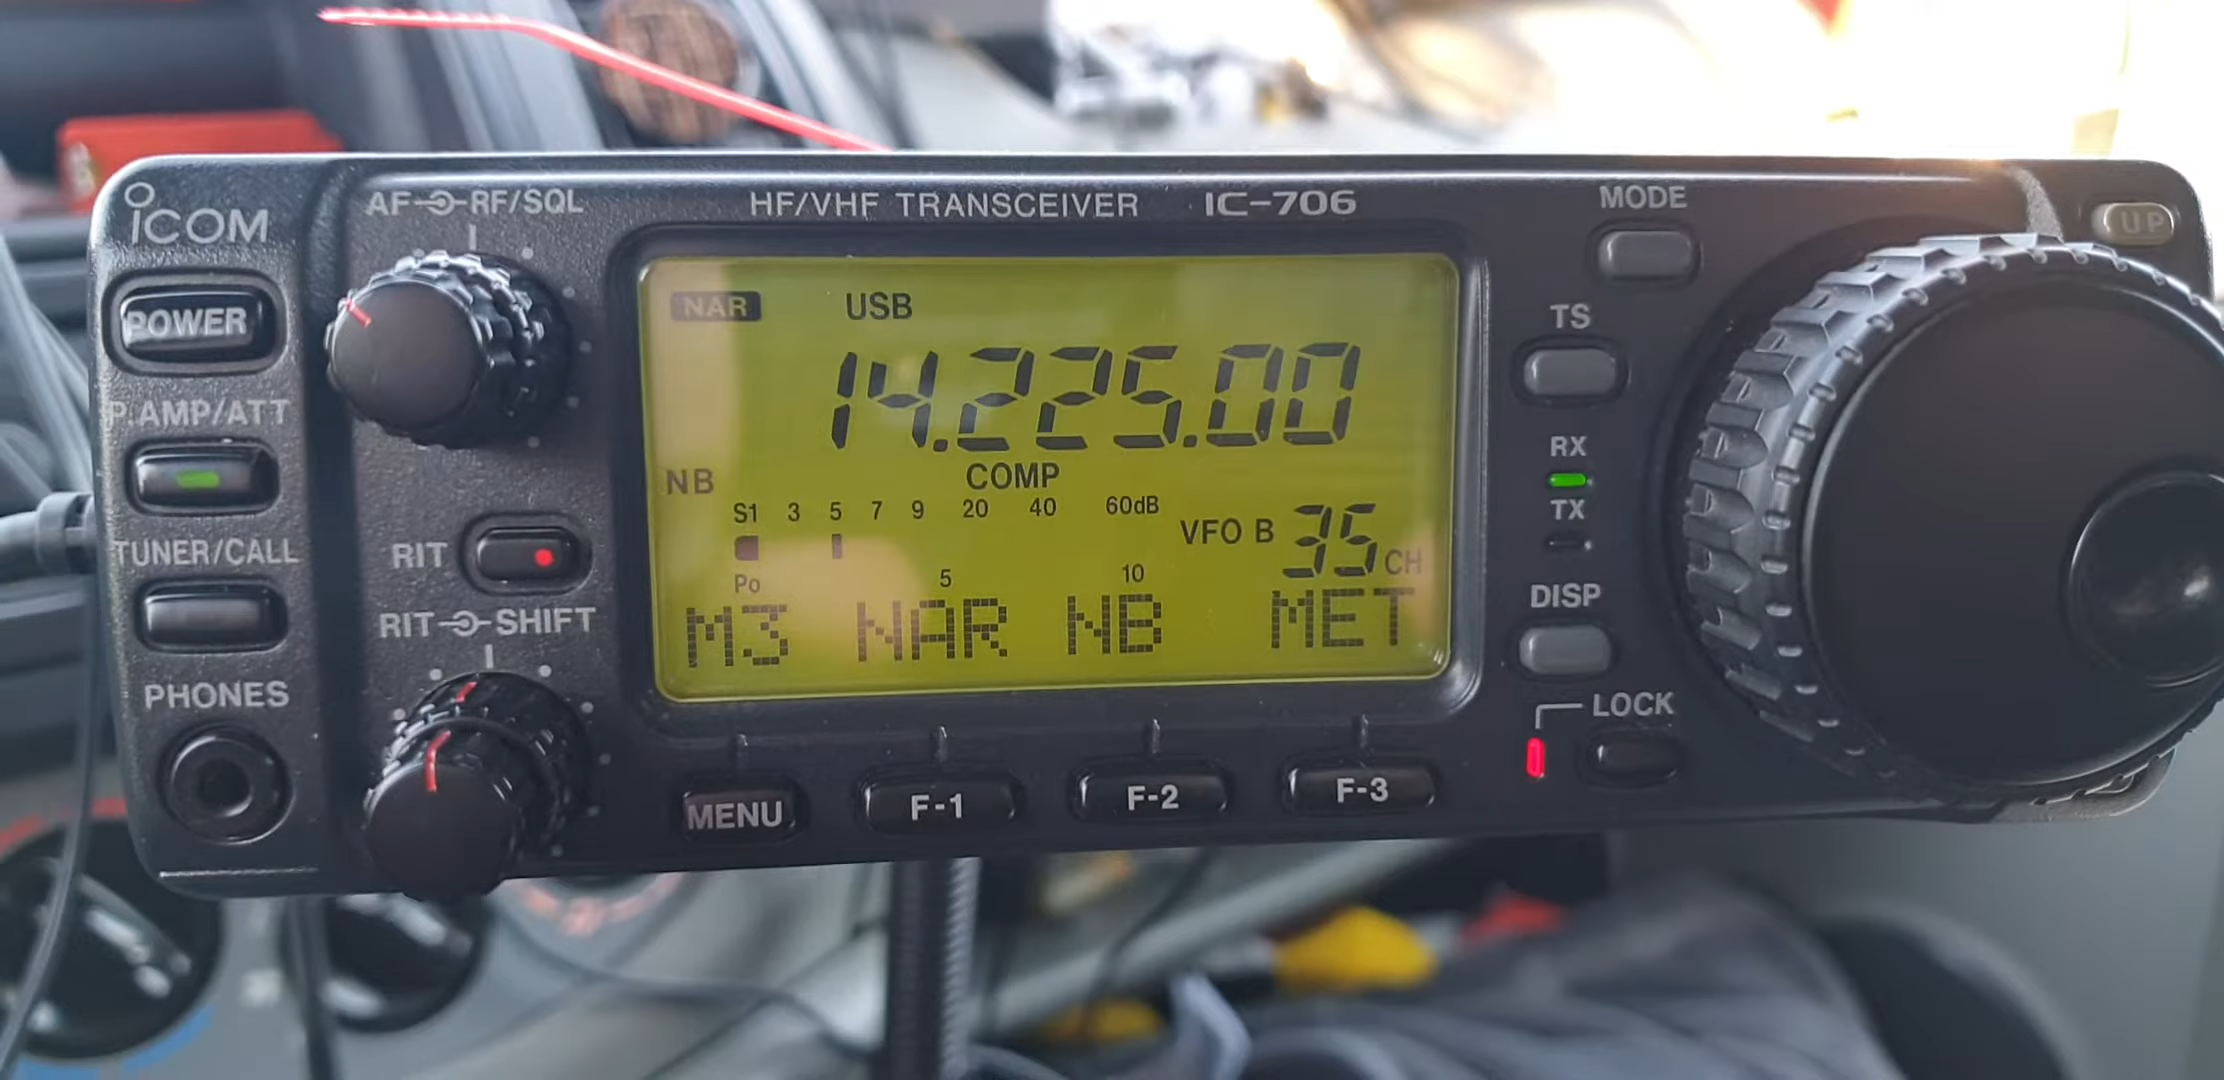 iCOM
AF RF/SQL
HF/VHF TRANSCEIVER IC-706
MODE
UP
POWER
NAR USB
14.225.00
TS
P.AMP/ATT
NB COMP
RX
S1 3 5 7 9 20 40 60dB
VFO B 35 CH
TX
TUNER/CALL
RIT
Po 5 10
M3 NAR NB MET
DISP
RIT SHIFT
PHONES
LOCK
MENU F-1 F-2 F-3